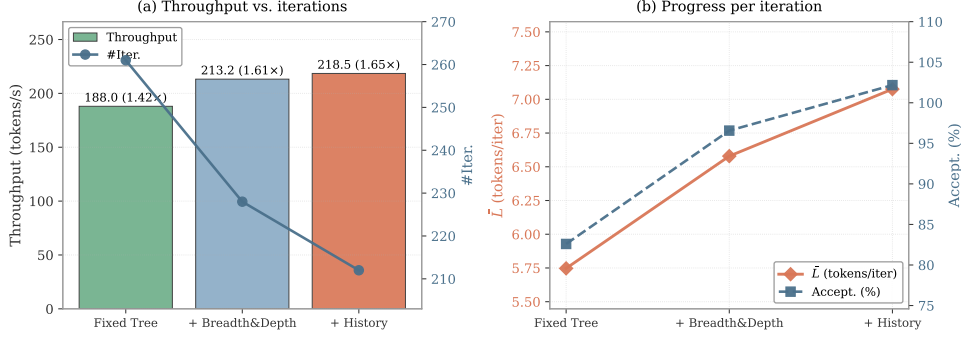 (a) Throughput vs. iterations
Throughput
#Iter.
188.0 (1.42×)
213.2 (1.61×)
218.5 (1.65×)
Throughput (tokens/s)
250
200
150
100
50
0
#Iter.
270
260
250
240
230
220
210
Fixed Tree
+ Breadth&Depth
+ History
(b) Progress per iteration
L̄ (tokens/iter)
7.50
7.25
7.00
6.75
6.50
6.25
6.00
5.75
5.50
Accept. (%)
110
105
100
95
90
85
80
75
L̄ (tokens/iter)
Accept. (%)
Fixed Tree
+ Breadth&Depth
+ History